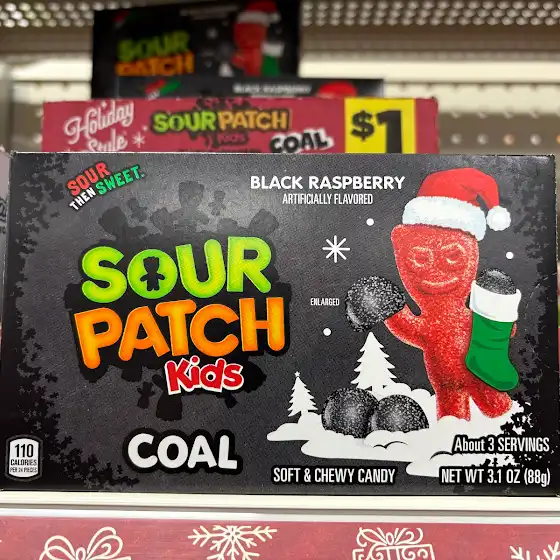 SOUR
PATCH
BLACK RASPBERRY
Holiday
Style
SOUR PATCH
Kids
COAL
$1
SOUR
THEN SWEET.
BLACK RASPBERRY
ARTIFICIALLY FLAVORED
SOUR
PATCH
Kids
ENLARGED
COAL
110
CALORIES
PER 24 PIECES
SOFT & CHEWY CANDY
About 3 SERVINGS
NET WT 3.1 OZ (88g)